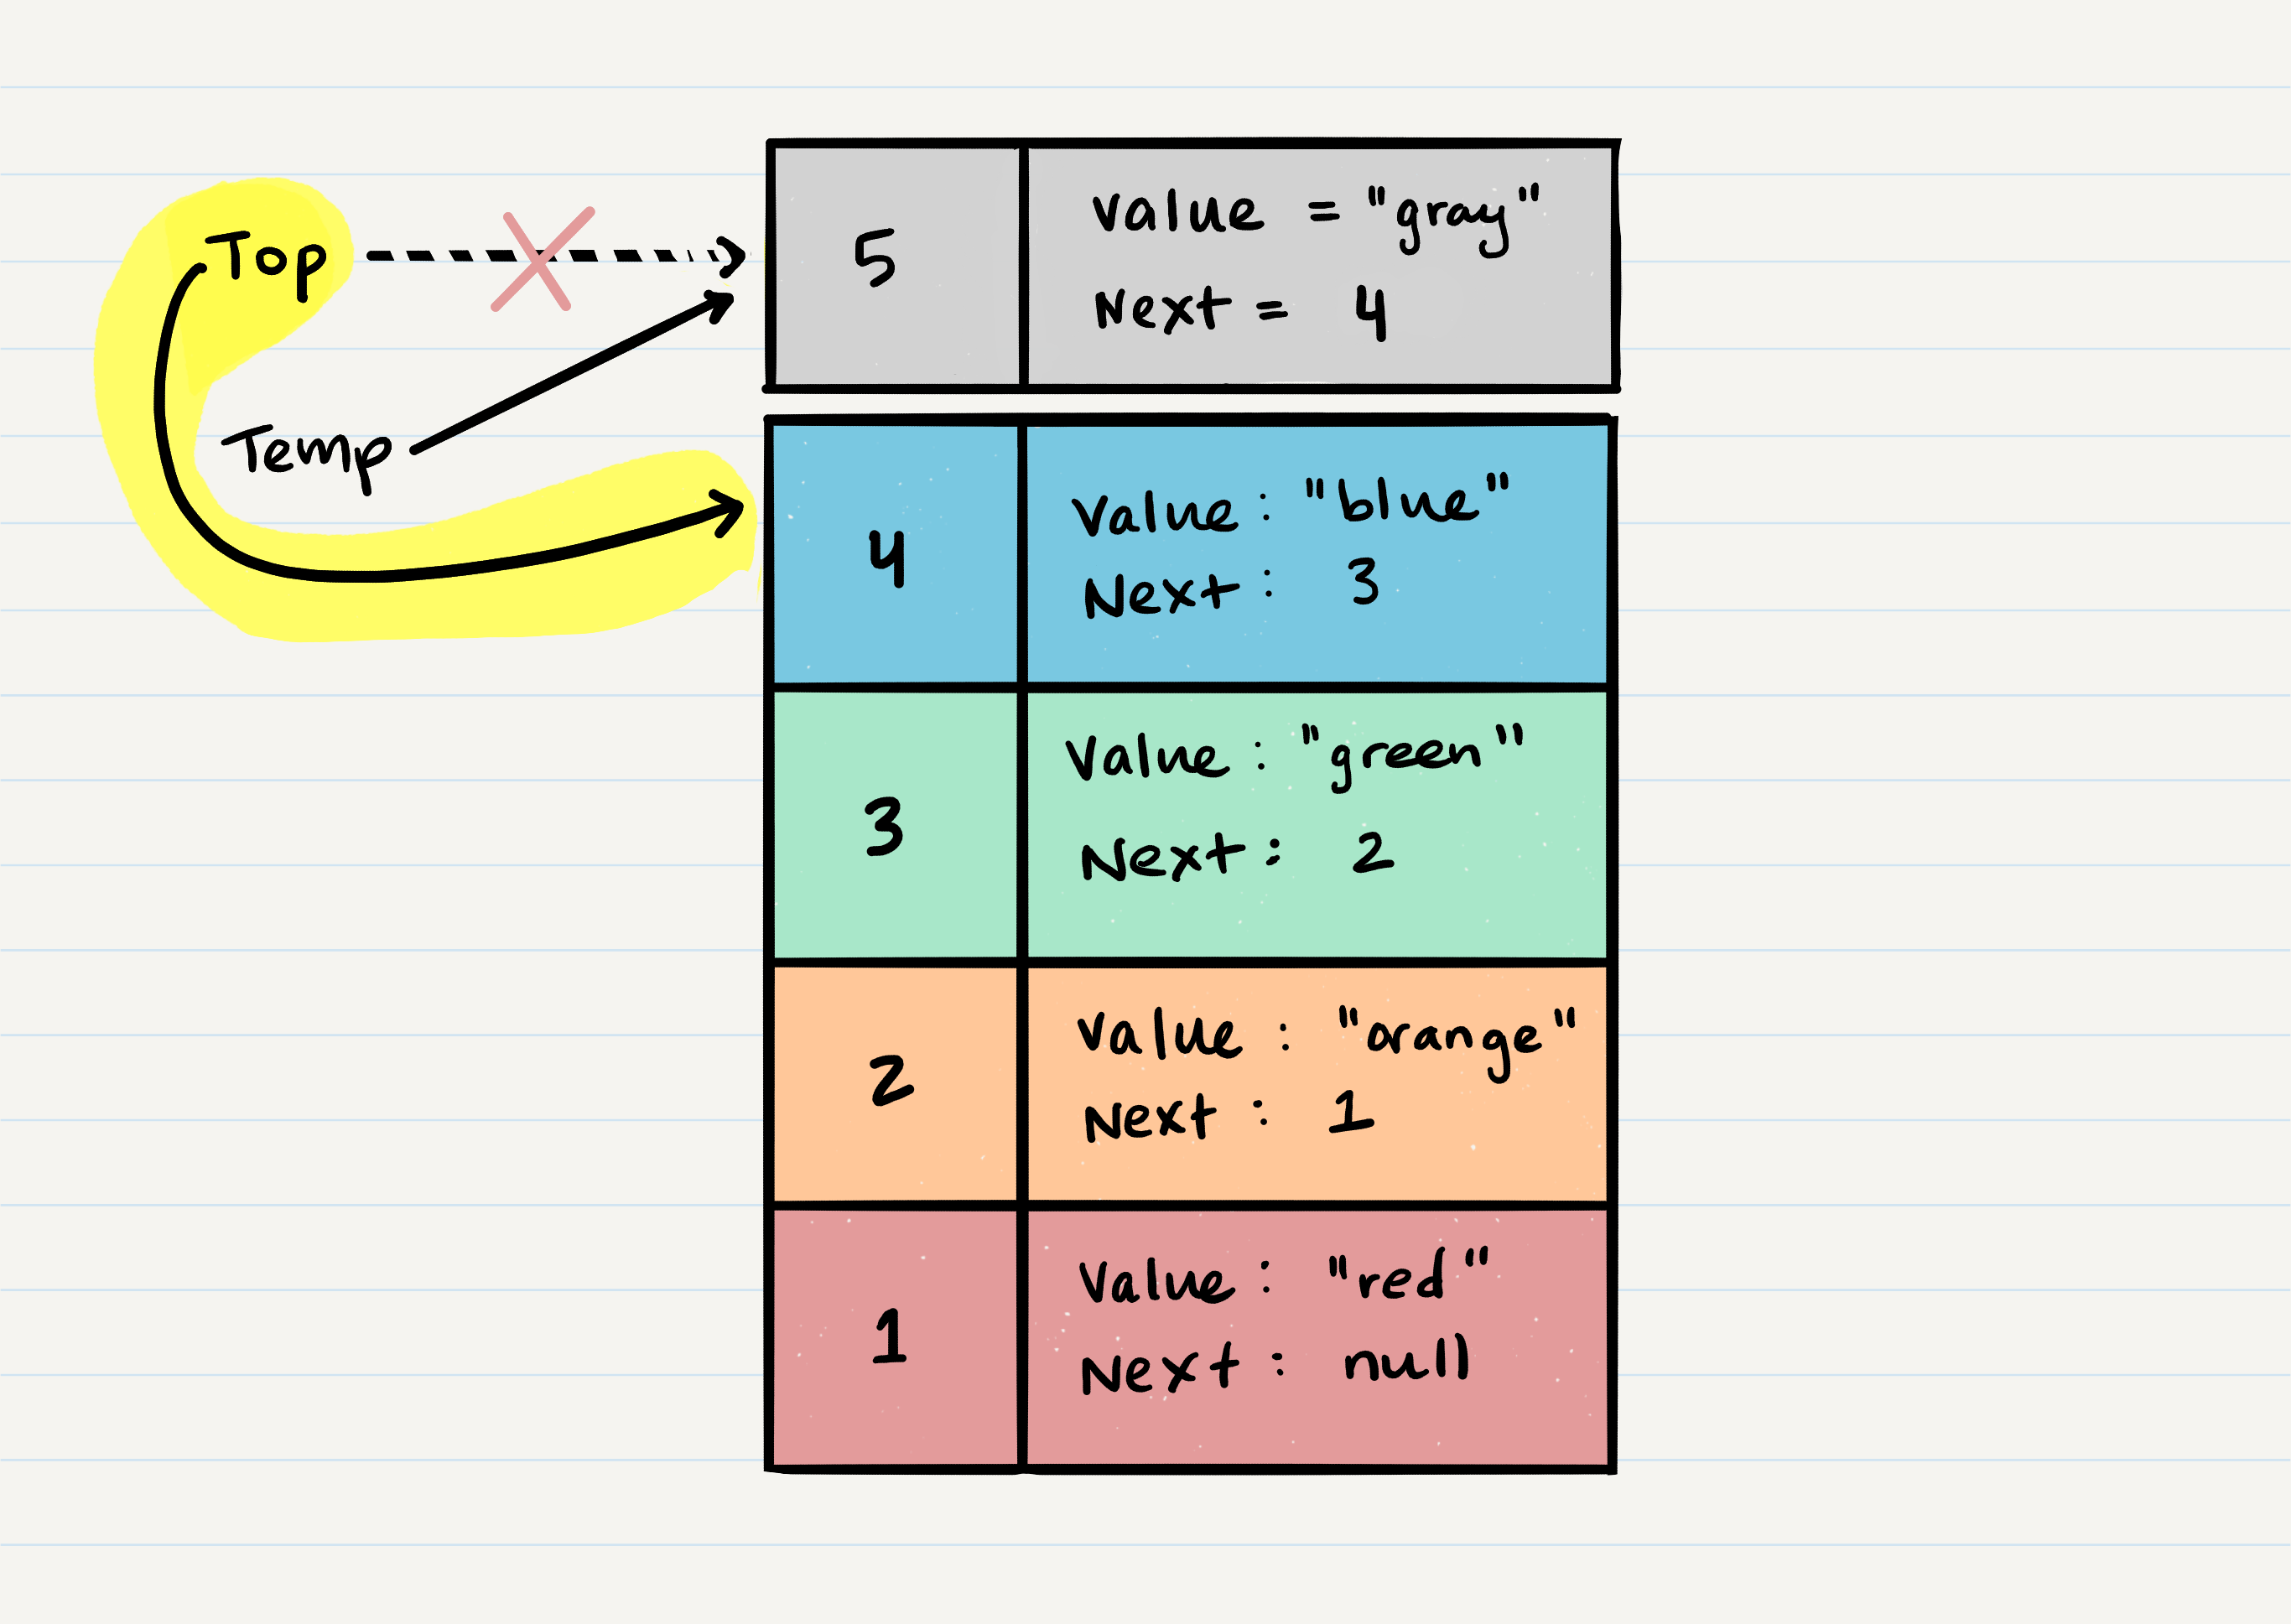 Top
Temp
5
Value = "gray"
Next = 4
4
Value : "blue"
Next : 3
3
Value : "green"
Next : 2
2
Value : "orange"
Next : 1
1
Value : "red"
Next : null